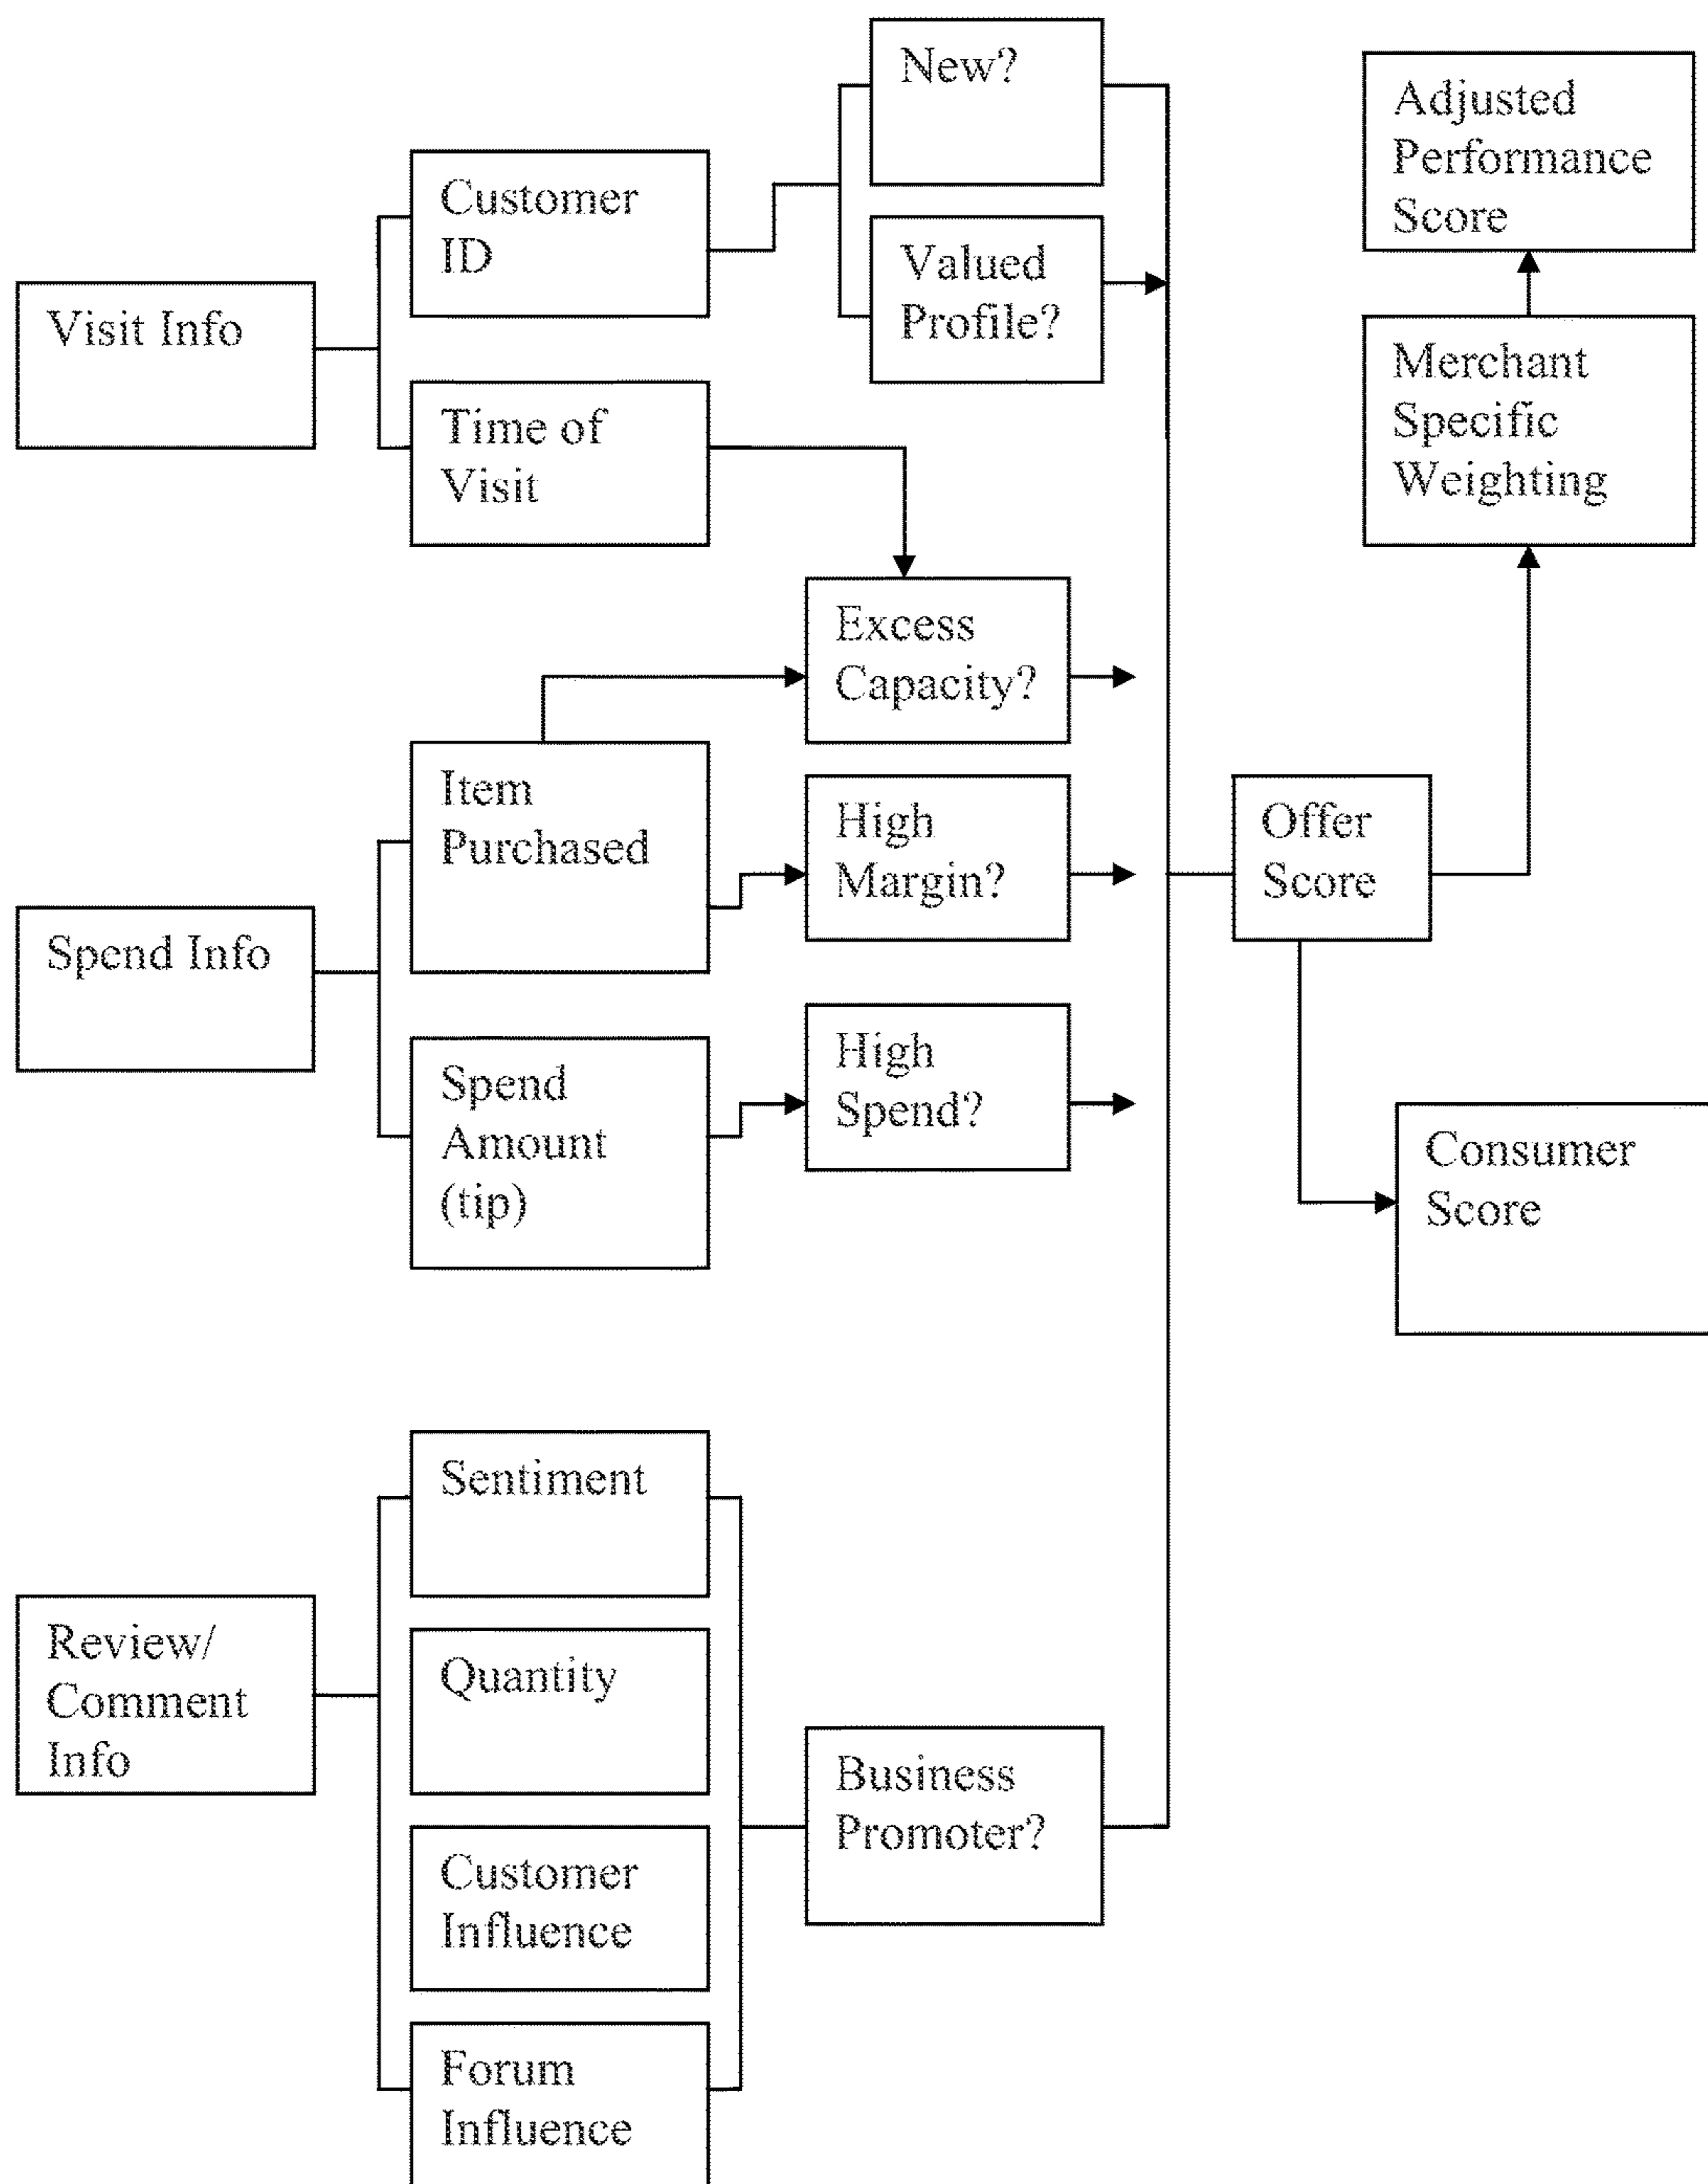 New?
Adjusted
Performance
Score
Customer
ID
Valued
Profile?
Visit Info
Merchant
Specific
Weighting
Time of
Visit
Excess
Capacity?
Item
Purchased
High
Margin?
Offer
Score
Spend Info
High
Spend?
Spend
Amount
(tip)
Consumer
Score
Sentiment
Review/
Comment
Info
Quantity
Business
Promoter?
Customer
Influence
Forum
Influence